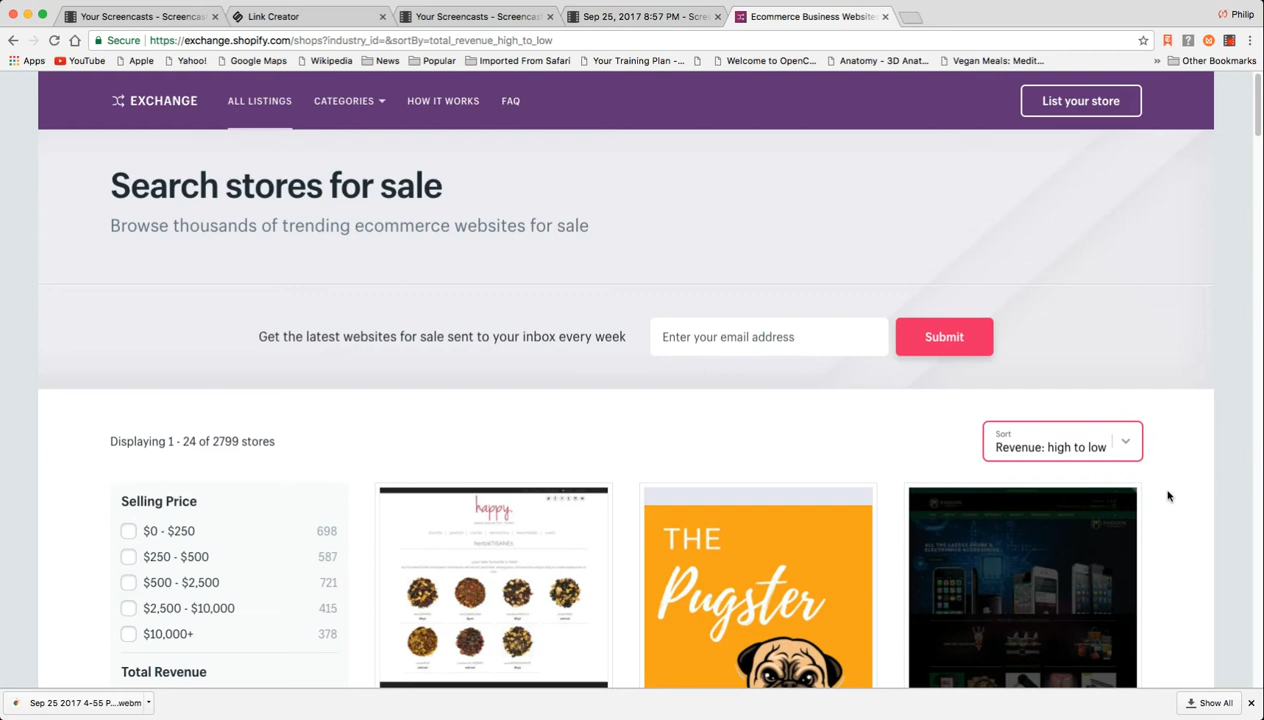 Your Screencasts - Screencas
Link Creator
Your Screencasts - Screencas
Sep 25, 2017 8:57 PM - Scre
Ecommerce Business Website
Philip
Secure
https://exchange.shopify.com/shops?industry_id=&sortBy=total_revenue_high_to_low
Apps
YouTube
Apple
Yahoo!
Google Maps
Wikipedia
News
Popular
Imported From Safari
Your Training Plan -...
Welcome to OpenC...
Anatomy - 3D Anat...
Vegan Meals: Medit...
»
Other Bookmarks
EXCHANGE
ALL LISTINGS
CATEGORIES
HOW IT WORKS
FAQ
List your store
Search stores for sale
Browse thousands of trending ecommerce websites for sale
Get the latest websites for sale sent to your inbox every week
Enter your email address
Submit
Displaying 1 - 24 of 2799 stores
Sort
Revenue: high to low
Selling Price
$0 - $250 698
$250 - $500 587
$500 - $2,500 721
$2,500 - $10,000 415
$10,000+ 378
Total Revenue
happy.
THE
Pugster
Sep 25 2017 4-55 P....webm
Show All